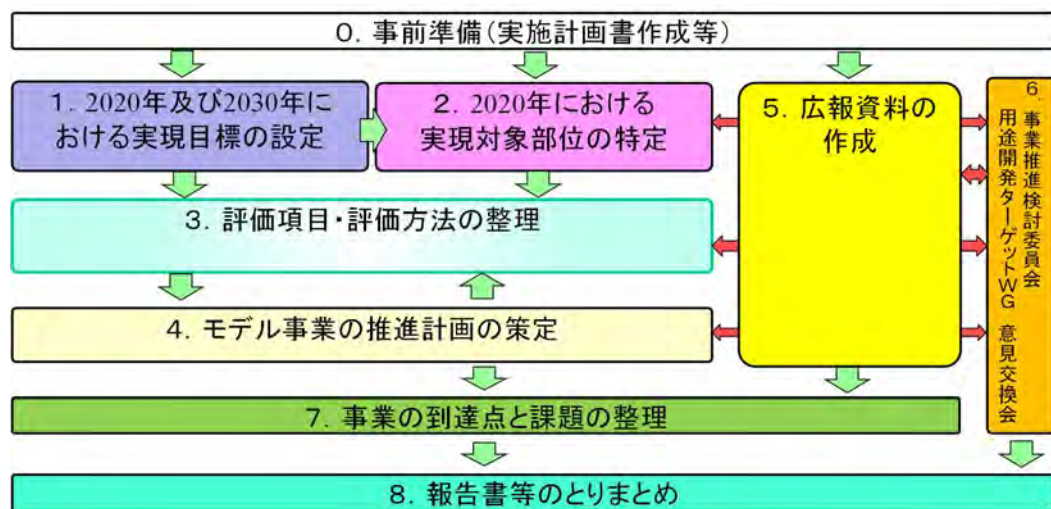 ０．事前準備（実施計画書作成等）
１．2020年及び2030年に
おける実現目標の設定
２．2020年における
実現対象部位の特定
３．評価項目・評価方法の整理
４．モデル事業の推進計画の策定
５．広報資料の
作成
６．事業推進検討委員会
用途開発ターゲットＷＧ 意見交換会
７．事業の到達点と課題の整理
８．報告書等のとりまとめ